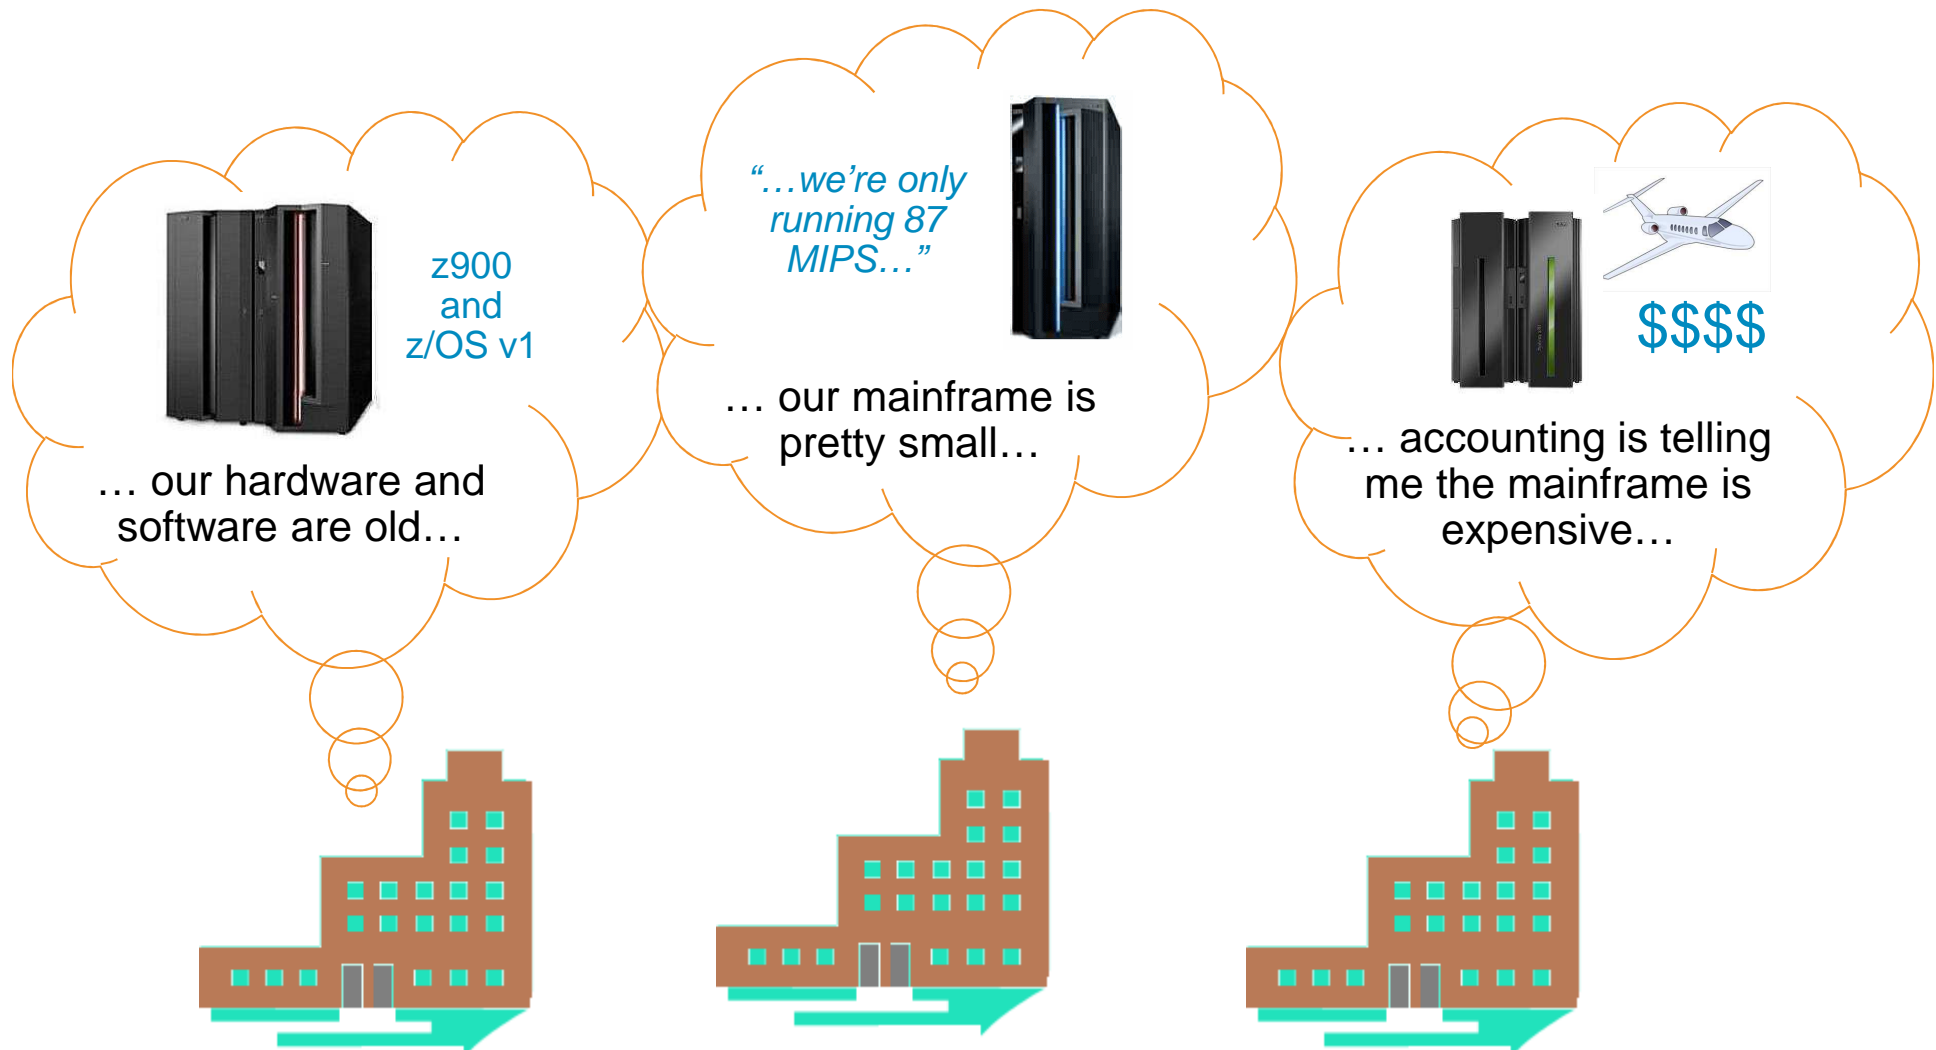 z900
and
z/OS v1
… our hardware and
software are old…
“…we’re only
running 87
MIPS…”
… our mainframe is
pretty small…
$$$$
… accounting is telling
me the mainframe is
expensive…